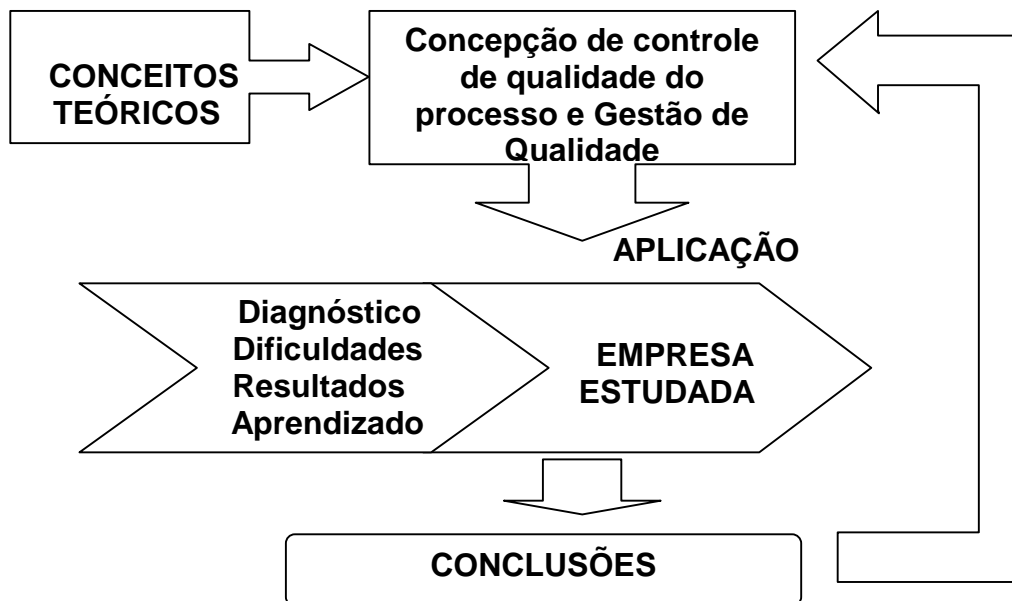 CONCEITOS
TEÓRICOS
Concepção de controle
de qualidade do
processo e Gestão de
Qualidade
APLICAÇÃO
Diagnóstico
Dificuldades
Resultados
Aprendizado
EMPRESA
ESTUDADA
CONCLUSÕES